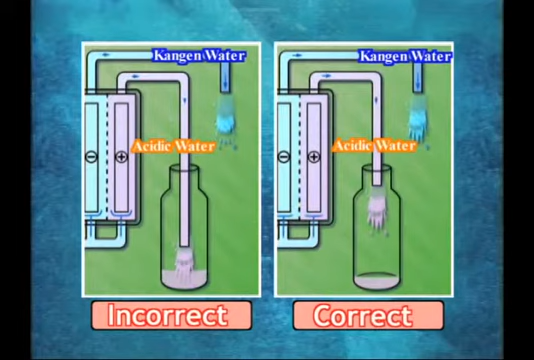 Kangen Water
Acidic Water
Incorrect
Kangen Water
Acidic Water
Correct